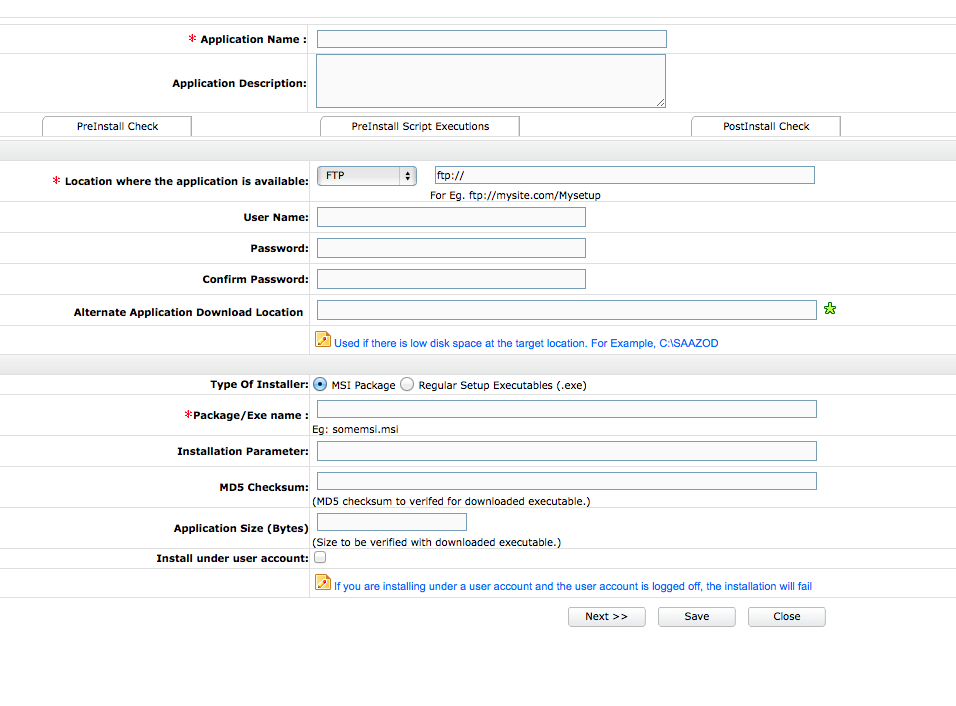 * Application Name :
Application Description:
PreInstall Check PreInstall Script Executions PostInstall Check
* Location where the application is available: FTP ftp://
For Eg. ftp://mysite.com/Mysetup
User Name:
Password:
Confirm Password:
Alternate Application Download Location
Used if there is low disk space at the target location. For Example, C:\SAAZOD
Type Of Installer: MSI Package Regular Setup Executables (.exe)
*Package/Exe name :
Eg: somemsi.msi
Installation Parameter:
MD5 Checksum:
(MD5 checksum to verifed for downloaded executable.)
Application Size (Bytes)
(Size to be verified with downloaded executable.)
Install under user account:
If you are installing under a user account and the user account is logged off, the installation will fail
Next >> Save Close